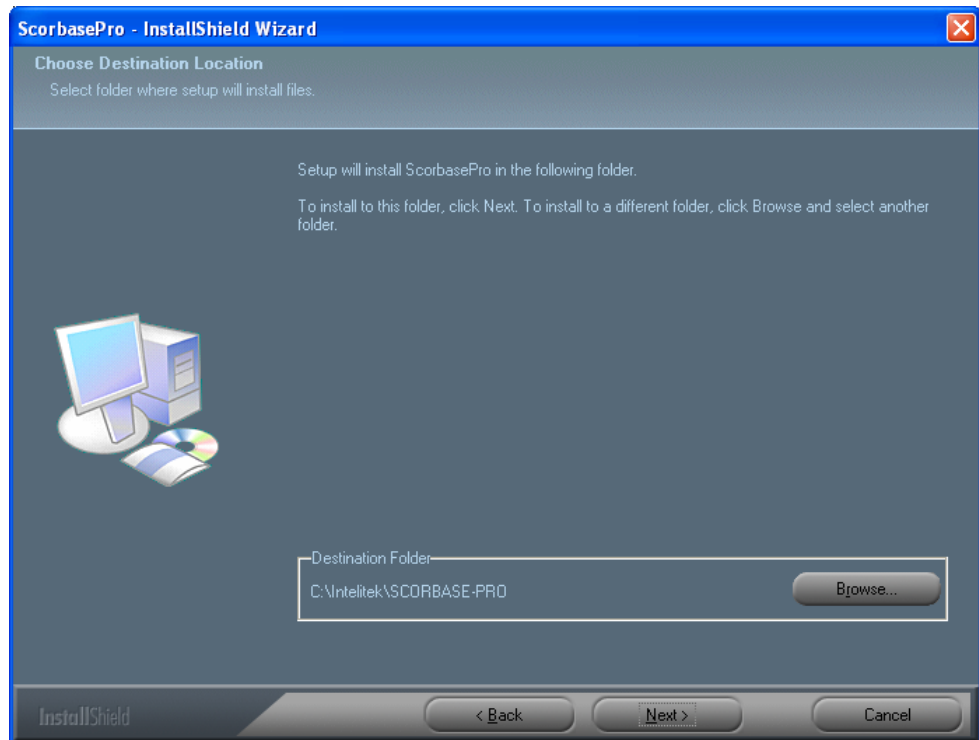 ScorbasePro - InstallShield Wizard
Choose Destination Location
Select folder where setup will install files.
Setup will install ScorbasePro in the following folder.
To install to this folder, click Next. To install to a different folder, click Browse and select another
folder.
Destination Folder
C:\Intelitek\SCORBASE-PRO
Browse...
InstallShield
< Back
Next >
Cancel